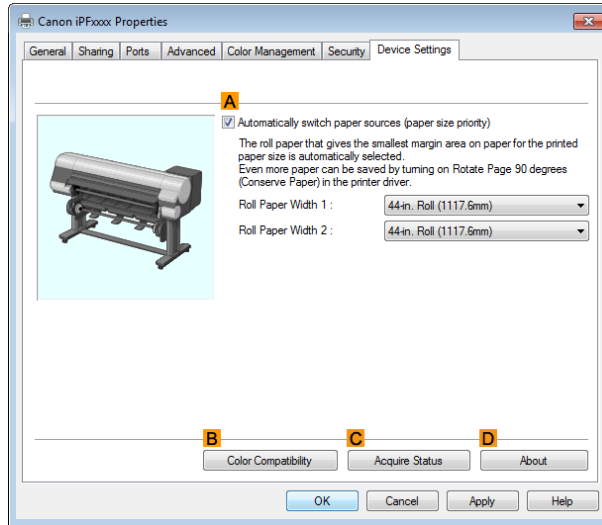 Canon iPFxxxx Properties
General Sharing Ports Advanced Color Management Security Device Settings
A
Automatically switch paper sources (paper size priority)
The roll paper that gives the smallest margin area on paper for the printed
paper size is automatically selected.
Even more paper can be saved by turning on Rotate Page 90 degrees
(Conserve Paper) in the printer driver.
Roll Paper Width 1 : 44-in. Roll (1117.6mm)
Roll Paper Width 2 : 44-in. Roll (1117.6mm)
B C D
Color Compatibility Acquire Status About
OK Cancel Apply Help